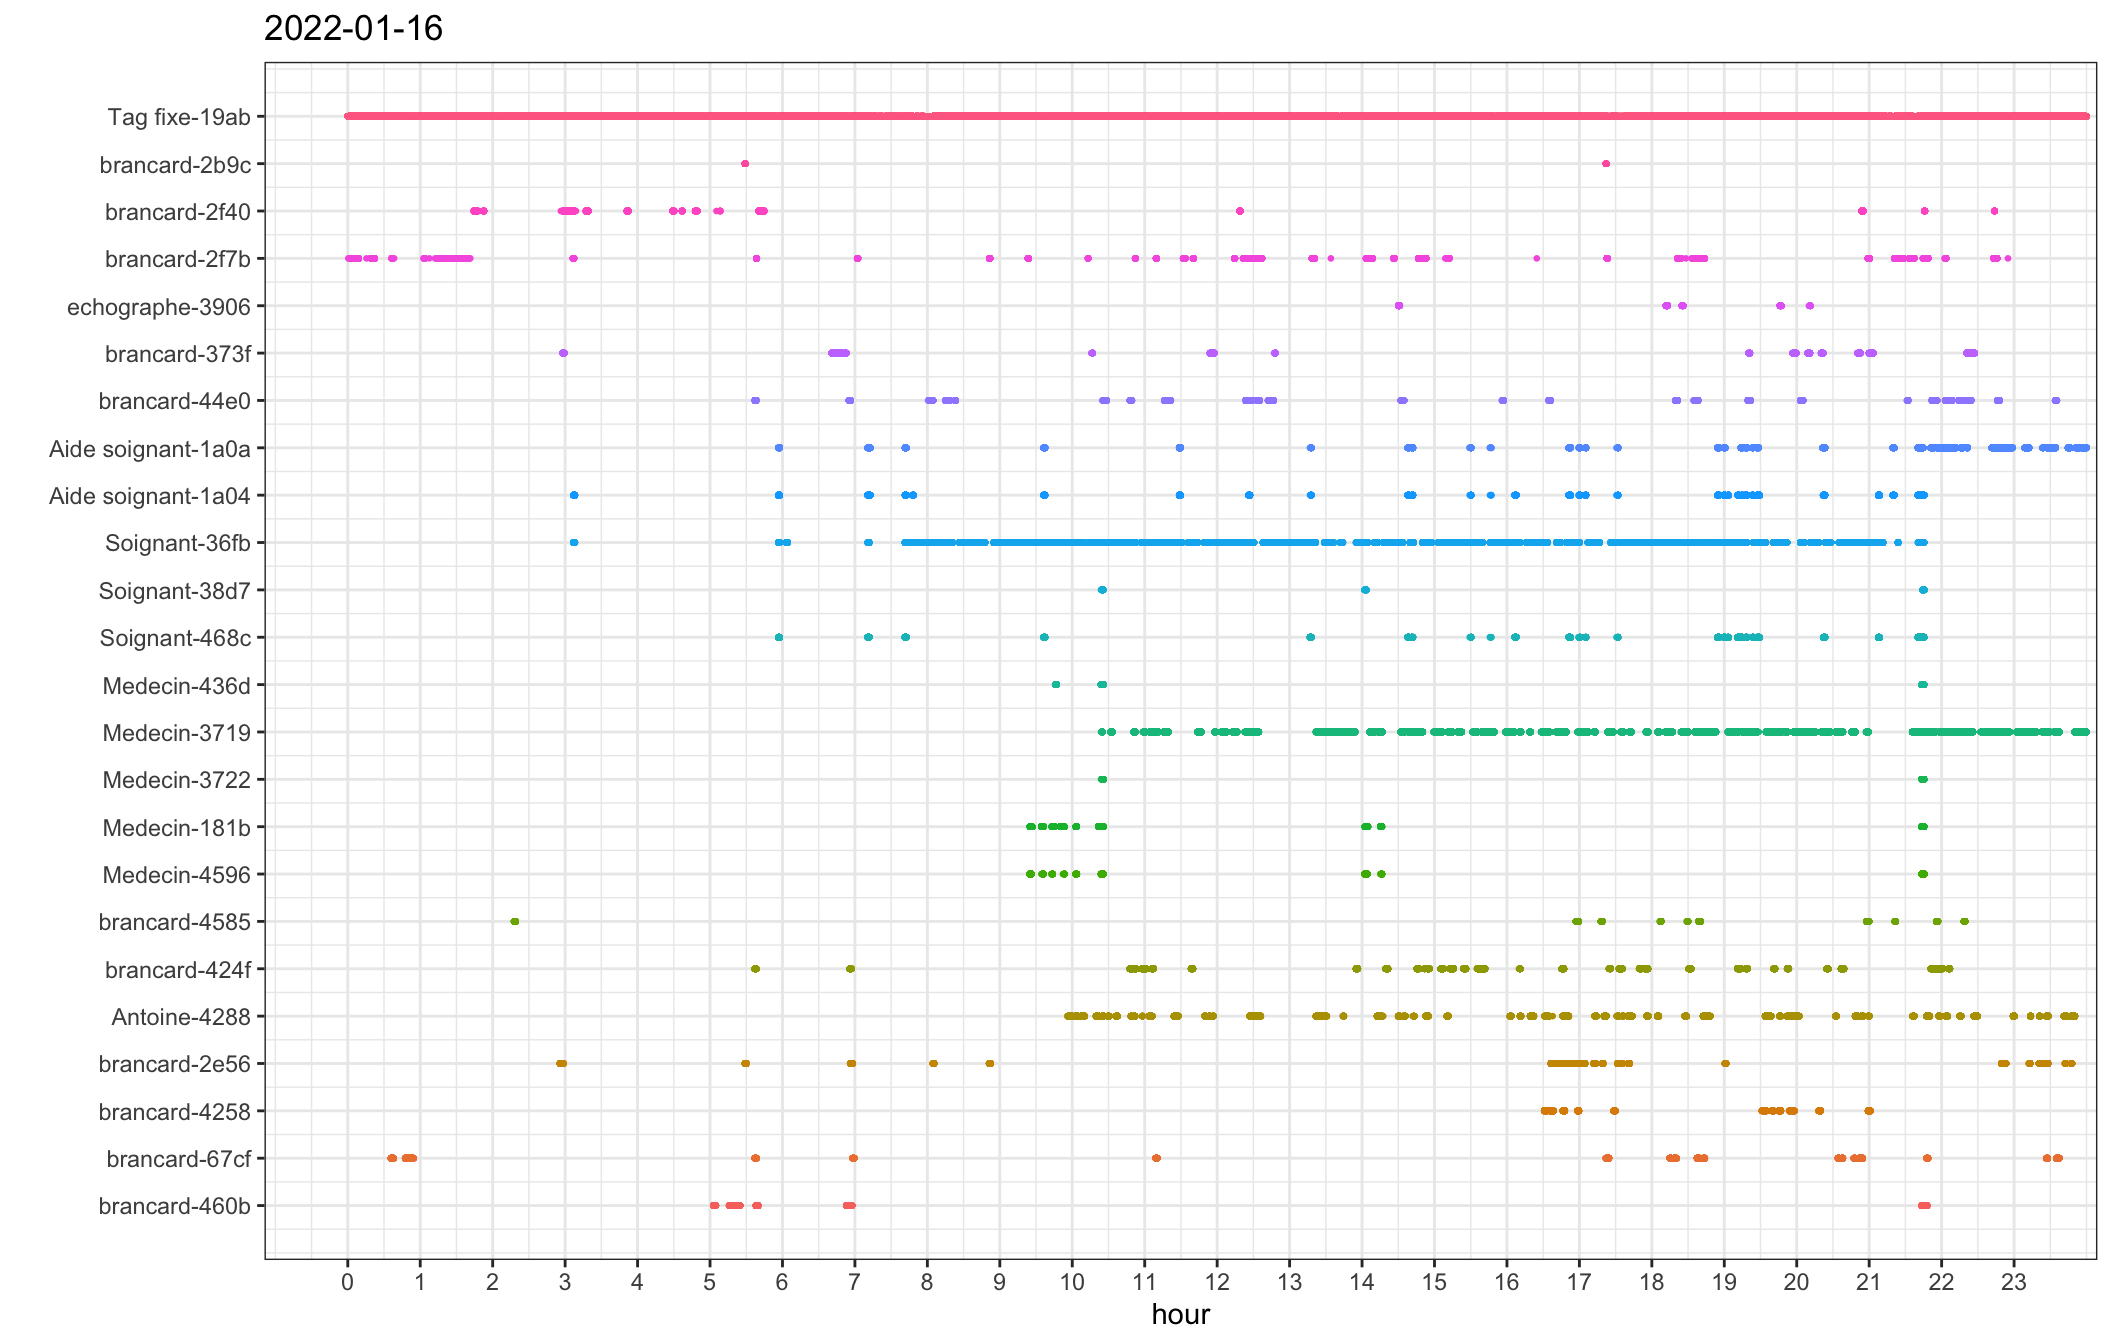 2022-01-16
Tag fixe-19ab
brancard-2b9c
brancard-2f40
brancard-2f7b
echographe-3906
brancard-373f
brancard-44e0
Aide soignant-1a0a
Aide soignant-1a04
Soignant-36fb
Soignant-38d7
Soignant-468c
Medecin-436d
Medecin-3719
Medecin-3722
Medecin-181b
Medecin-4596
brancard-4585
brancard-424f
Antoine-4288
brancard-2e56
brancard-4258
brancard-67cf
brancard-460b
0 1 2 3 4 5 6 7 8 9 10 11 12 13 14 15 16 17 18 19 20 21 22 23
hour